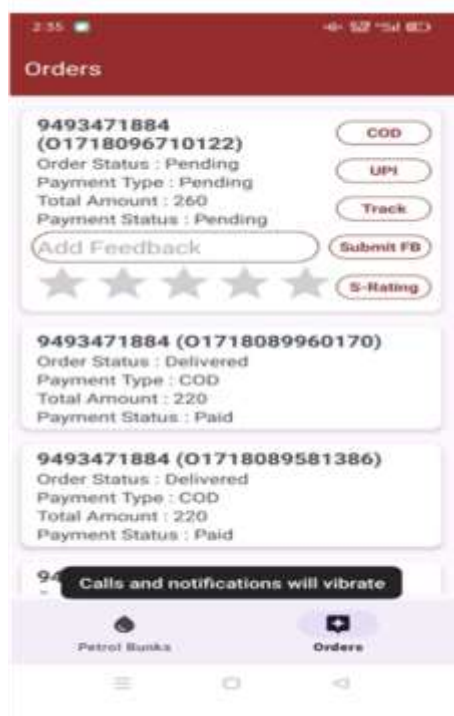 2:55
Orders
9493471884
(O1718096710122)
Order Status : Pending
Payment Type : Pending
Total Amount : 260
Payment Status : Pending
COD
UPI
Track
Add Feedback
Submit FB
S-Rating
9493471884 (O1718089960170)
Order Status : Delivered
Payment Type : COD
Total Amount : 220
Payment Status : Paid
9493471884 (O1718089581386)
Order Status : Delivered
Payment Type : COD
Total Amount : 220
Payment Status : Paid
94
Calls and notifications will vibrate
Petrol Bunks
Orders